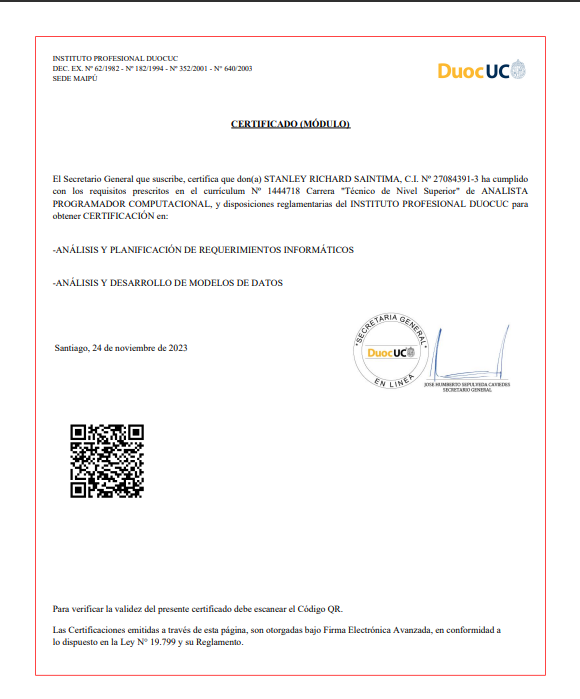 INSTITUTO PROFESIONAL DUOCUC
DEC. EX. Nº 62/1982 - Nº 182/1994 - Nº 352/2001 - Nº 640/2003
SEDE MAIPÚ
DuocUC
CERTIFICADO (MÓDULO)
El Secretario General que suscribe, certifica que don(a) STANLEY RICHARD SAINTIMA, C.I. Nº 27084391-3 ha cumplido
con los requisitos prescritos en el currículum Nº 1444718 Carrera "Técnico de Nivel Superior" de ANALISTA
PROGRAMADOR COMPUTACIONAL, y disposiciones reglamentarias del INSTITUTO PROFESIONAL DUOCUC para
obtener CERTIFICACIÓN en:
-ANÁLISIS Y PLANIFICACIÓN DE REQUERIMIENTOS INFORMÁTICOS
-ANÁLISIS Y DESARROLLO DE MODELOS DE DATOS
Santiago, 24 de noviembre de 2023
*SECRETARIA GENERAL*
DuocUC
EN LINEA
JOSE HUMBERTO SEPULVEDA CAVIEDES
SECRETARIO GENERAL
Para verificar la validez del presente certificado debe escanear el Código QR.
Las Certificaciones emitidas a través de esta página, son otorgadas bajo Firma Electrónica Avanzada, en conformidad a
lo dispuesto en la Ley Nº 19.799 y su Reglamento.